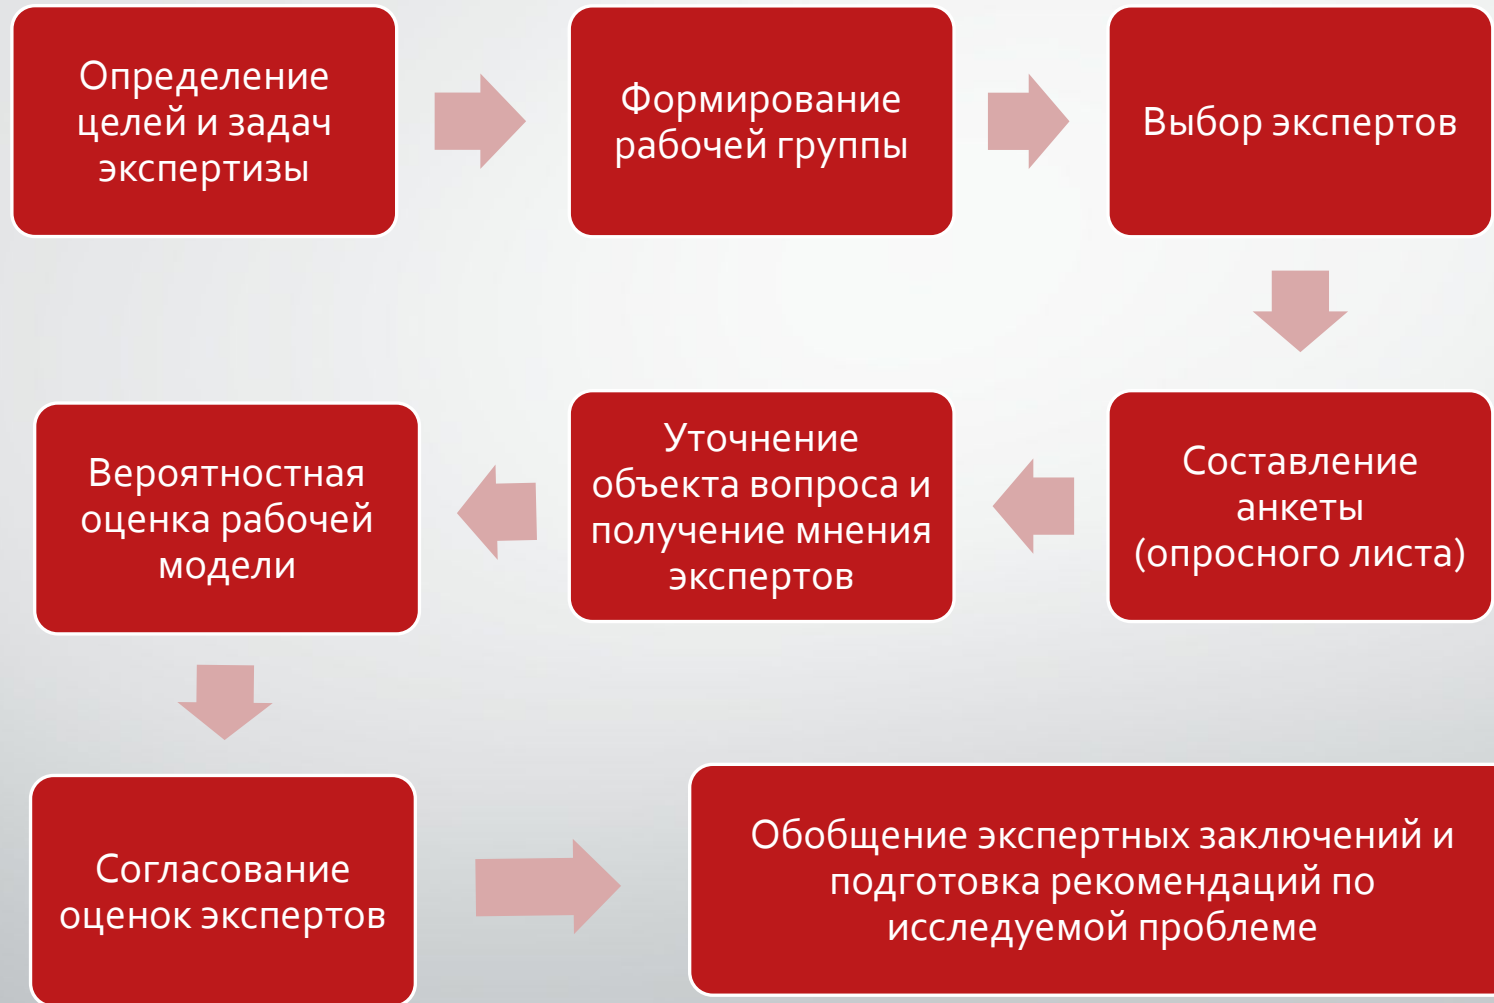 Определение
целей и задач
экспертизы
Формирование
рабочей группы
Выбор экспертов
Составление
анкеты
(опросного листа)
Уточнение
объекта вопроса и
получение мнения
экспертов
Вероятностная
оценка рабочей
модели
Согласование
оценок экспертов
Обобщение экспертных заключений и
подготовка рекомендаций по
исследуемой проблеме